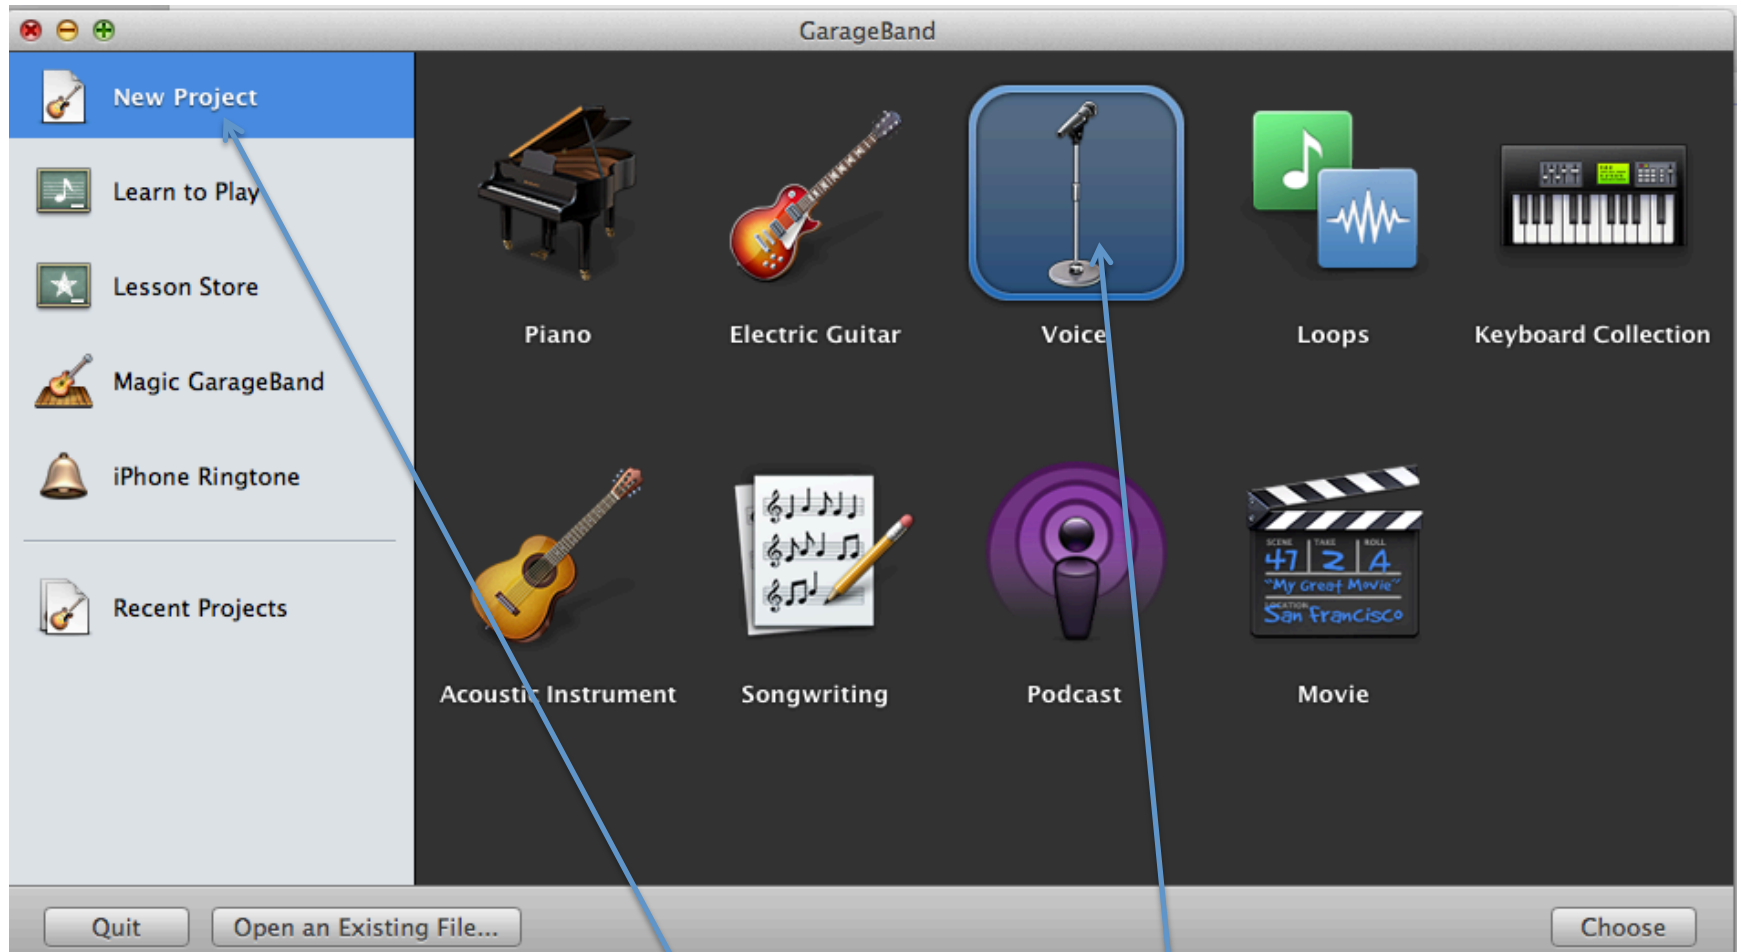 GarageBand
New Project
Learn to Play
Lesson Store
Magic GarageBand
iPhone Ringtone
Recent Projects
Piano
Electric Guitar
Voice
Loops
Keyboard Collection
SCENE TAKE ROLL
47 2 A
"My Great Movie"
LOCATION
San Francisco
Acoustic Instrument
Songwriting
Podcast
Movie
Quit
Open an Existing File...
Choose